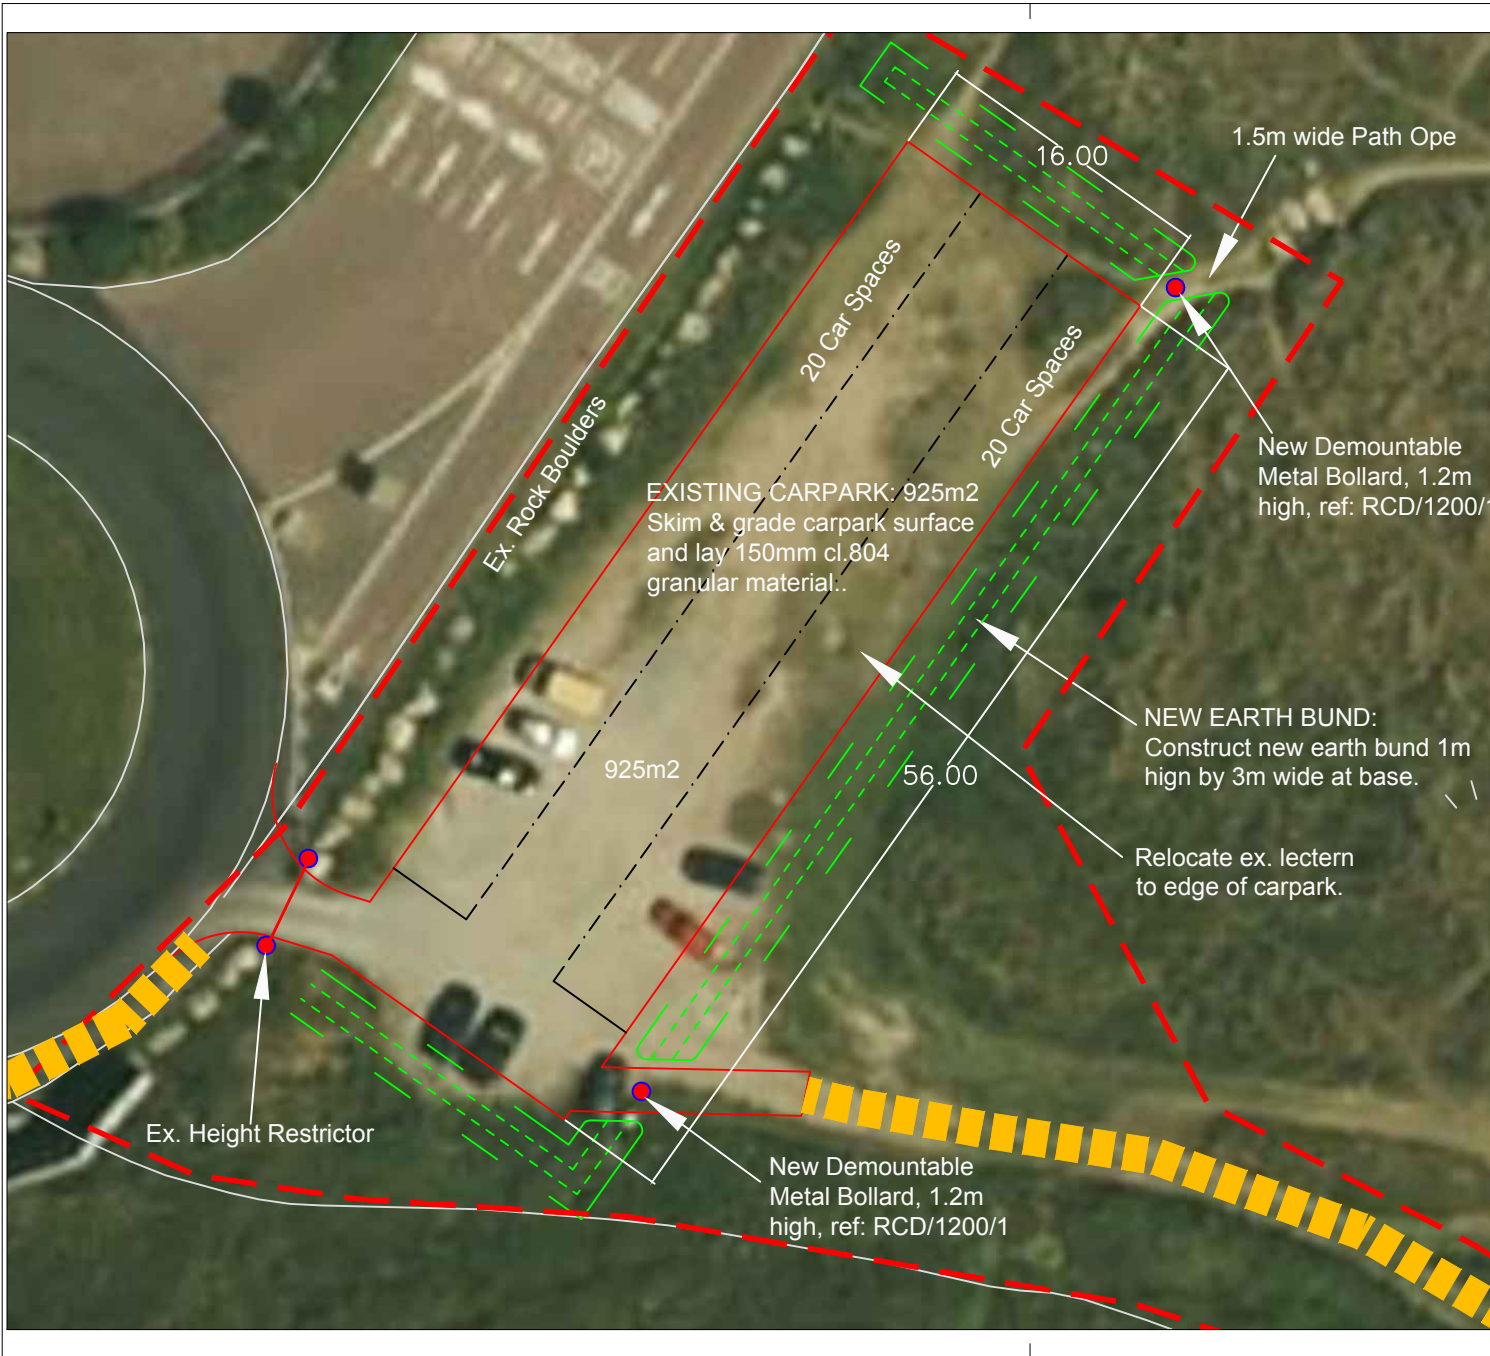 1.5m wide Path Ope
16.00
20 Car Spaces
20 Car Spaces
Ex. Rock Boulders
New Demountable
Metal Bollard, 1.2m
high, ref: RCD/1200/1
EXISTING CARPARK: 925m2
Skim & grade carpark surface
and lay 150mm cl.804
granular material..
NEW EARTH BUND:
Construct new earth bund 1m
hign by 3m wide at base.
925m2
56.00
Relocate ex. lectern
to edge of carpark.
Ex. Height Restrictor
New Demountable
Metal Bollard, 1.2m
high, ref: RCD/1200/1